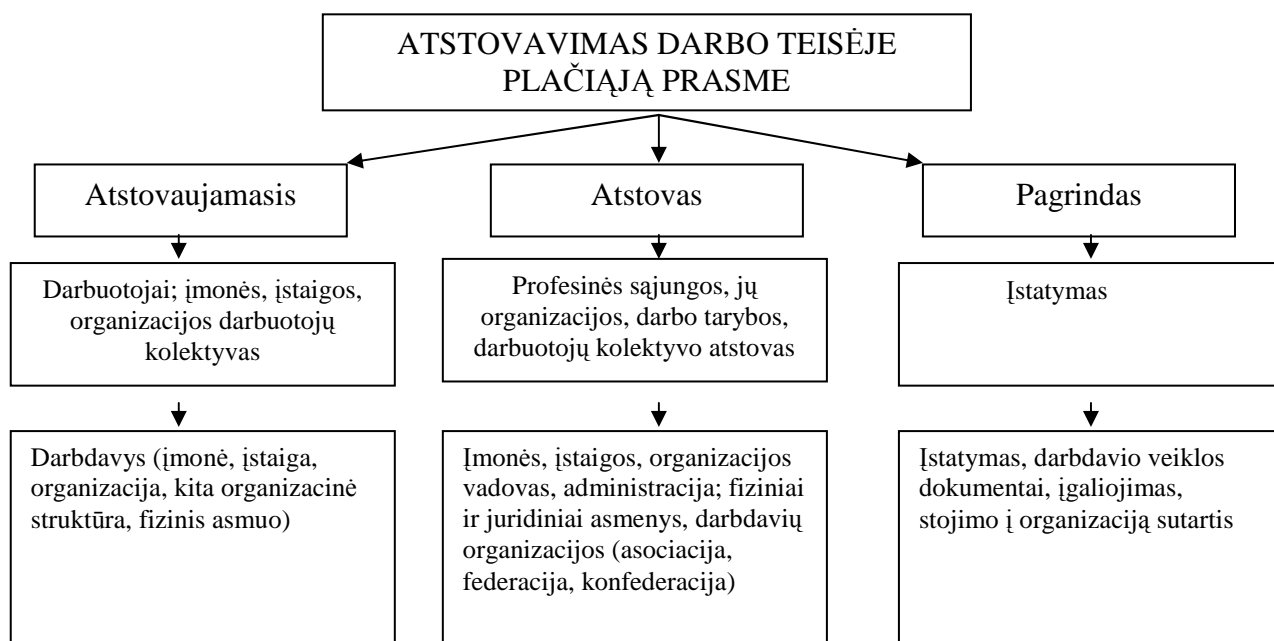 ATSTOVAVIMAS DARBO TEISĖJE
PLAČIĄJĄ PRASME
Atstovaujamasis
Atstovas
Pagrindas
Darbuotojai; įmonės, įstaigos,
organizacijos darbuotojų
kolektyvas
Profesinės sąjungos, jų
organizacijos, darbo tarybos,
darbuotojų kolektyvo atstovas
Įstatymas
Darbdavys (įmonė, įstaiga,
organizacija, kita organizacinė
struktūra, fizinis asmuo)
Įmonės, įstaigos, organizacijos
vadovas, administracija; fiziniai
ir juridiniai asmenys, darbdavių
organizacijos (asociacija,
federacija, konfederacija)
Įstatymas, darbdavio veiklos
dokumentai, įgaliojimas,
stojimo į organizaciją sutartis